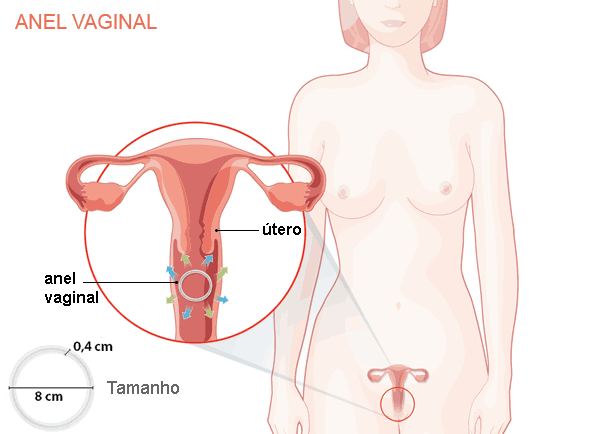 ANEL VAGINAL
útero
anel
vaginal
0,4 cm
8 cm
Tamanho